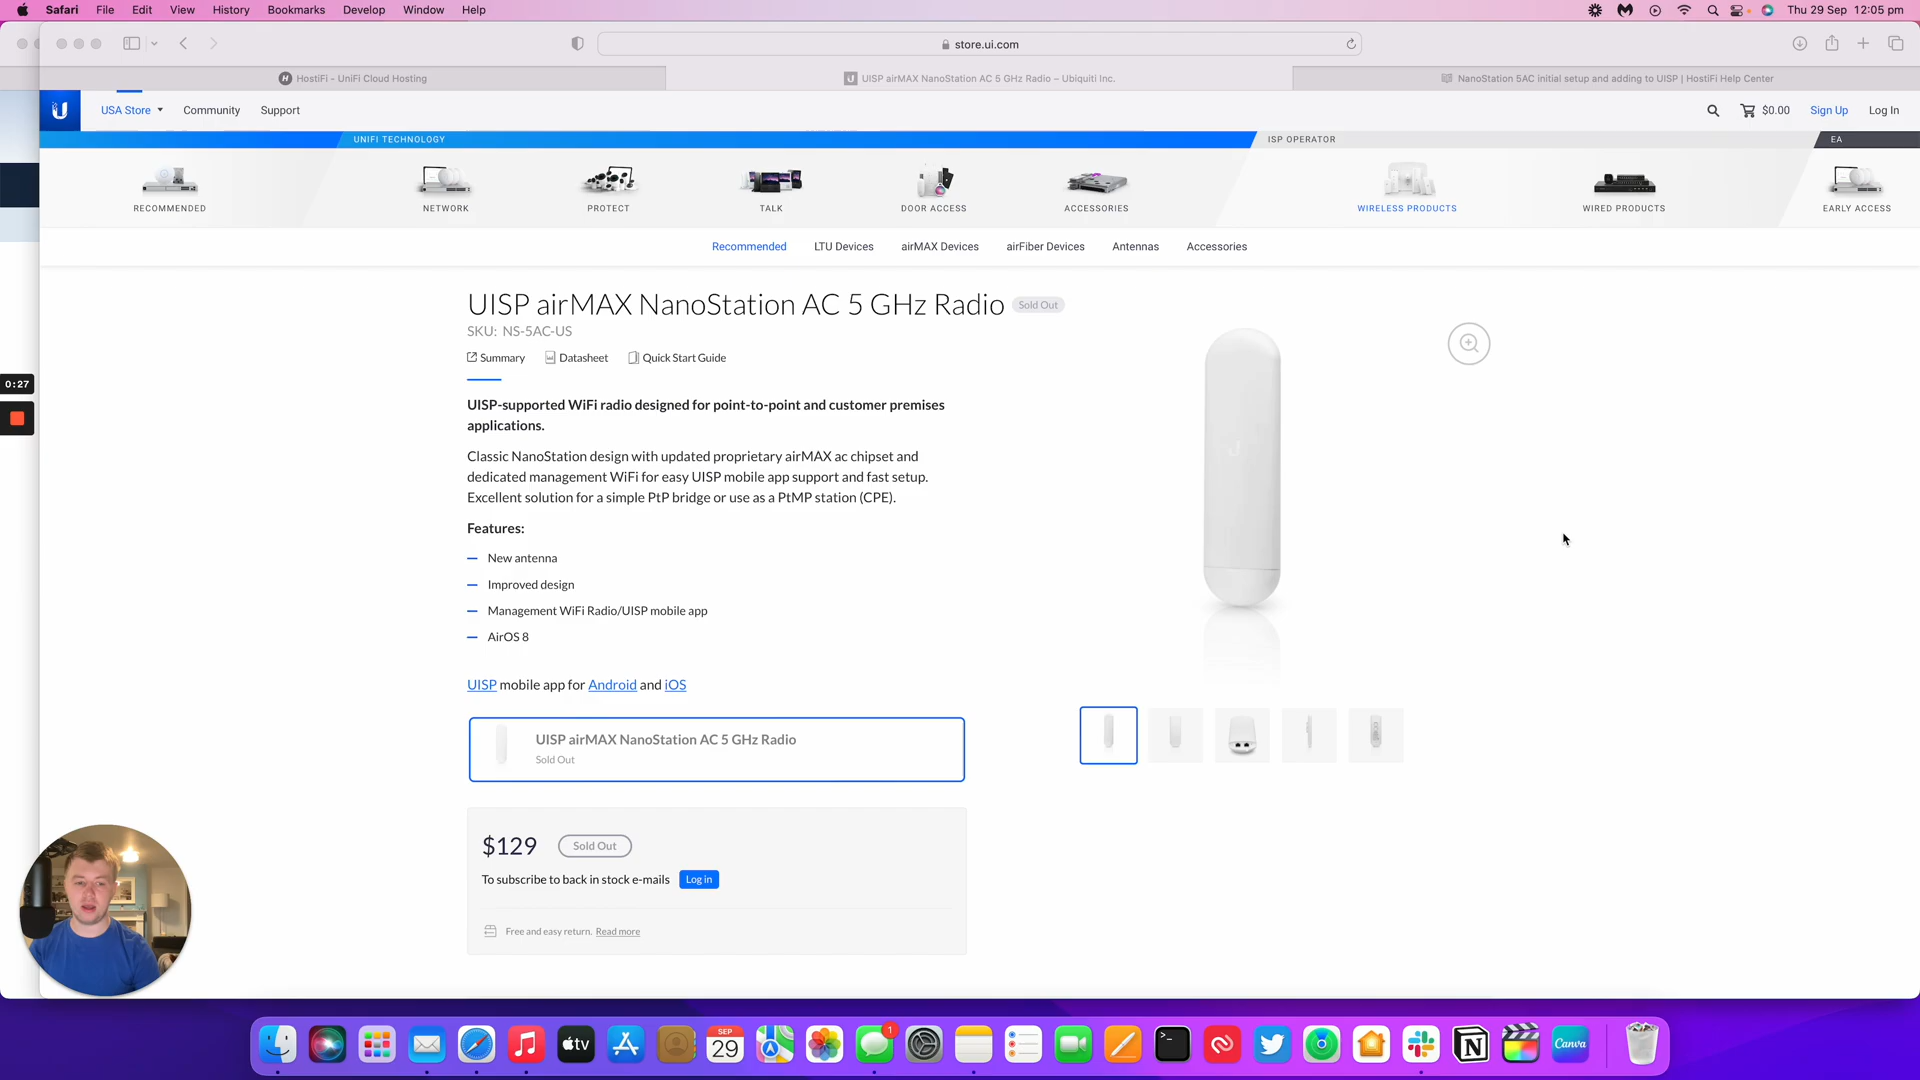 Safari File Edit View History Bookmarks Develop Window Help
Thu 29 Sep 12:05 pm
store.ui.com
HostiFi - UniFi Cloud Hosting
UISP airMAX NanoStation AC 5 GHz Radio – Ubiquiti Inc.
NanoStation 5AC initial setup and adding to UISP | HostiFi Help Center
USA Store Community Support
$0.00 Sign Up Log In
UNIFI TECHNOLOGY
ISP OPERATOR
EA
RECOMMENDED
NETWORK
PROTECT
TALK
DOOR ACCESS
ACCESSORIES
WIRELESS PRODUCTS
WIRED PRODUCTS
EARLY ACCESS
Recommended LTU Devices airMAX Devices airFiber Devices Antennas Accessories
UISP airMAX NanoStation AC 5 GHz Radio Sold Out
SKU: NS-5AC-US
Summary Datasheet Quick Start Guide
0:27
UISP-supported WiFi radio designed for point-to-point and customer premises
applications.
Classic NanoStation design with updated proprietary airMAX ac chipset and
dedicated management WiFi for easy UISP mobile app support and fast setup.
Excellent solution for a simple PtP bridge or use as a PtMP station (CPE).
Features:
New antenna
Improved design
Management WiFi Radio/UISP mobile app
AirOS 8
UISP mobile app for Android and iOS
UISP airMAX NanoStation AC 5 GHz Radio
Sold Out
$129 Sold Out
To subscribe to back in stock e-mails Log in
Free and easy return. Read more
tv
SEP
29
1
Canva